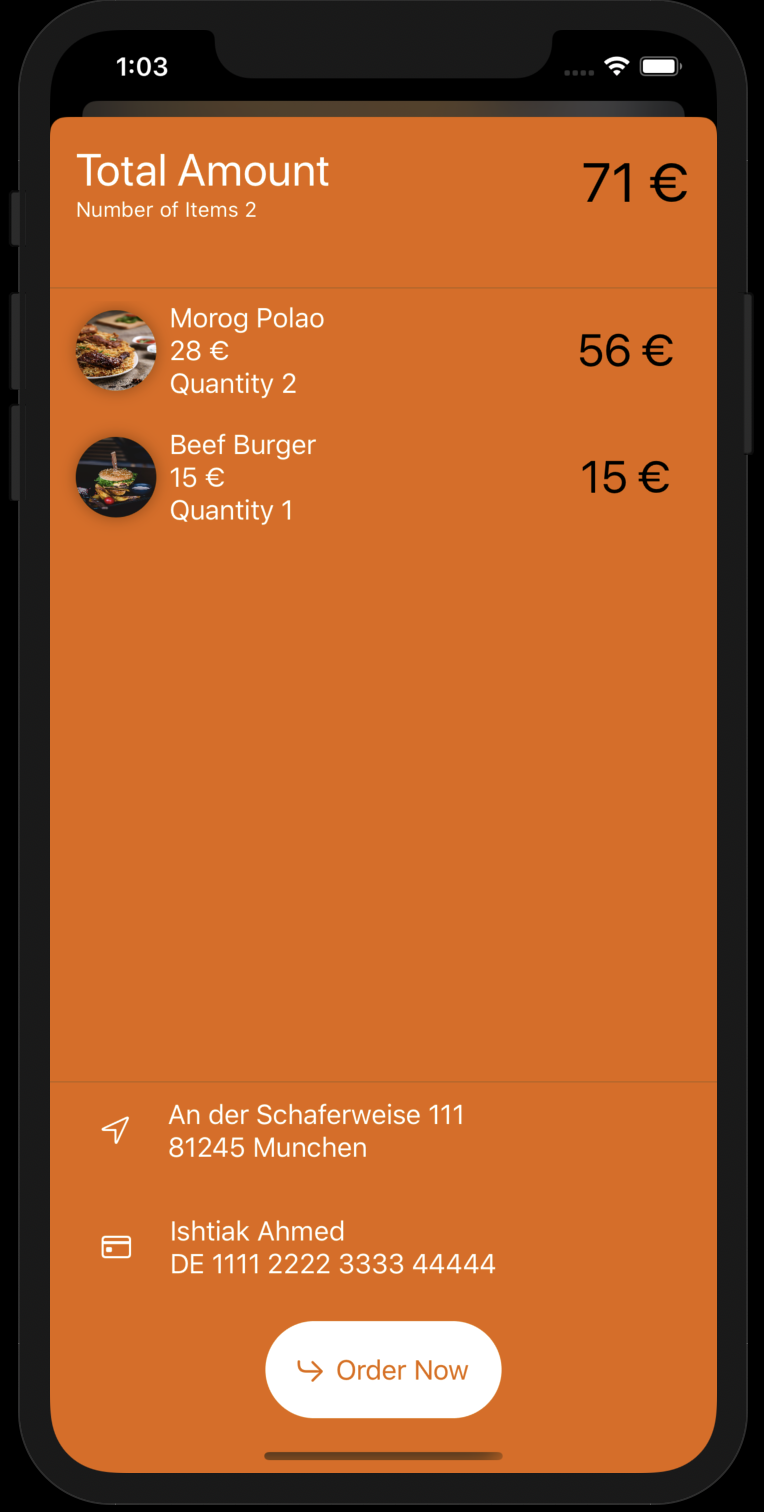 1:03
Total Amount
71 €
Number of Items 2
Morog Polao
28 €
56 €
Quantity 2
Beef Burger
15 €
15 €
Quantity 1
An der Schaferweise 111
81245 Munchen
Ishtiak Ahmed
DE 1111 2222 3333 44444
Order Now